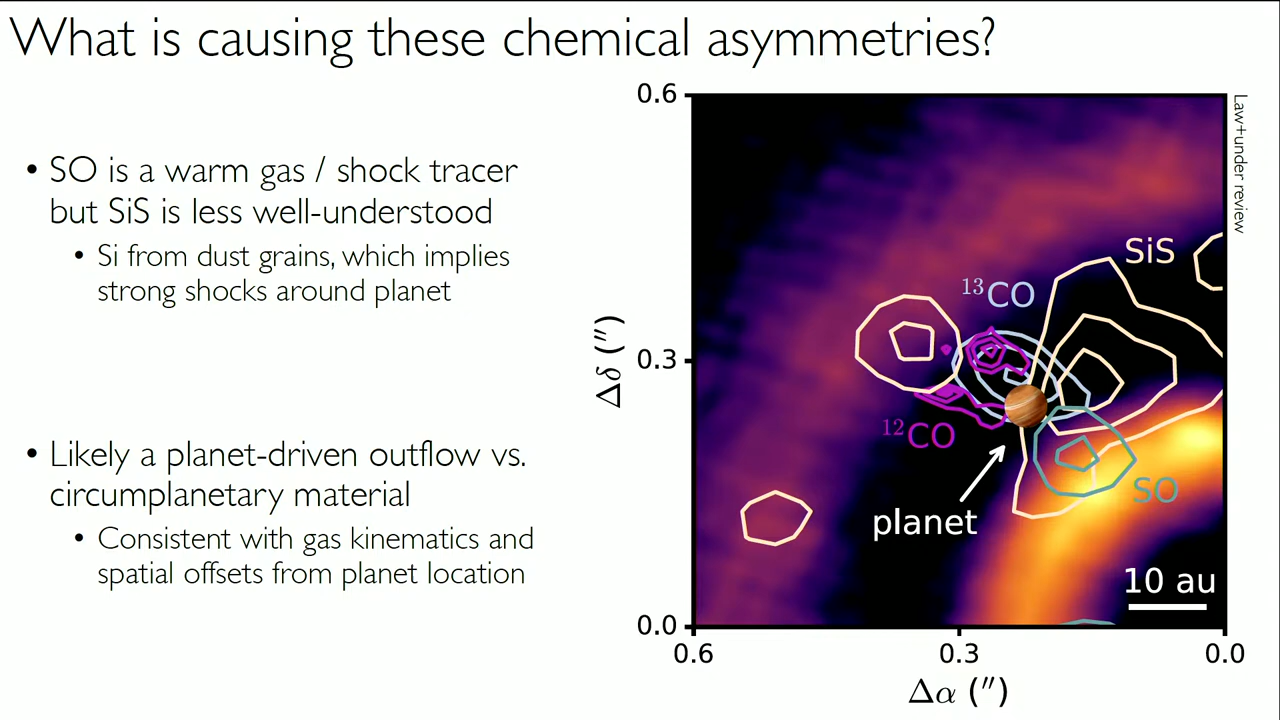 What is causing these chemical asymmetries?
• SO is a warm gas / shock tracer
but SiS is less well-understood
• Si from dust grains, which implies
strong shocks around planet
• Likely a planet-driven outflow vs.
circumplanetary material
• Consistent with gas kinematics and
spatial offsets from planet location
0.6
0.3
0.0
Δδ (″)
0.6
0.3
0.0
Δα (″)
SiS
¹³CO
¹²CO
SO
planet
10 au
Law+under review